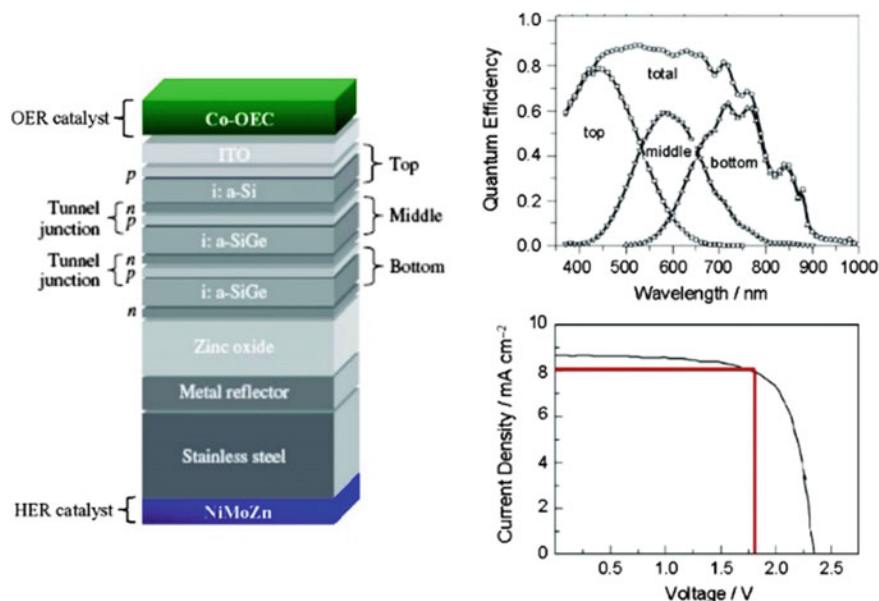 OER catalyst
Co-OEC
ITO
p
Top
i: a-Si
Tunnel
junction
n
p
Middle
i: a-SiGe
Tunnel
junction
n
p
Bottom
i: a-SiGe
n
Zinc oxide
Metal reflector
Stainless steel
HER catalyst
NiMoZn
Quantum Efficiency
1.0
0.8
0.6
0.4
0.2
0.0
total
top
middle
bottom
400 500 600 700 800 900 1000
Wavelength / nm
Current Density / mA cm⁻²
10
8
6
4
2
0
0.5 1.0 1.5 2.0 2.5
Voltage / V